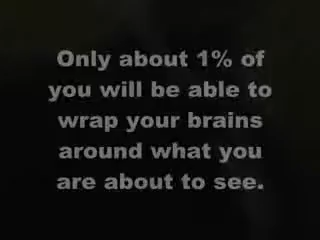 Only about 1% of
you will be able to
wrap your brains
around what you
are about to see.